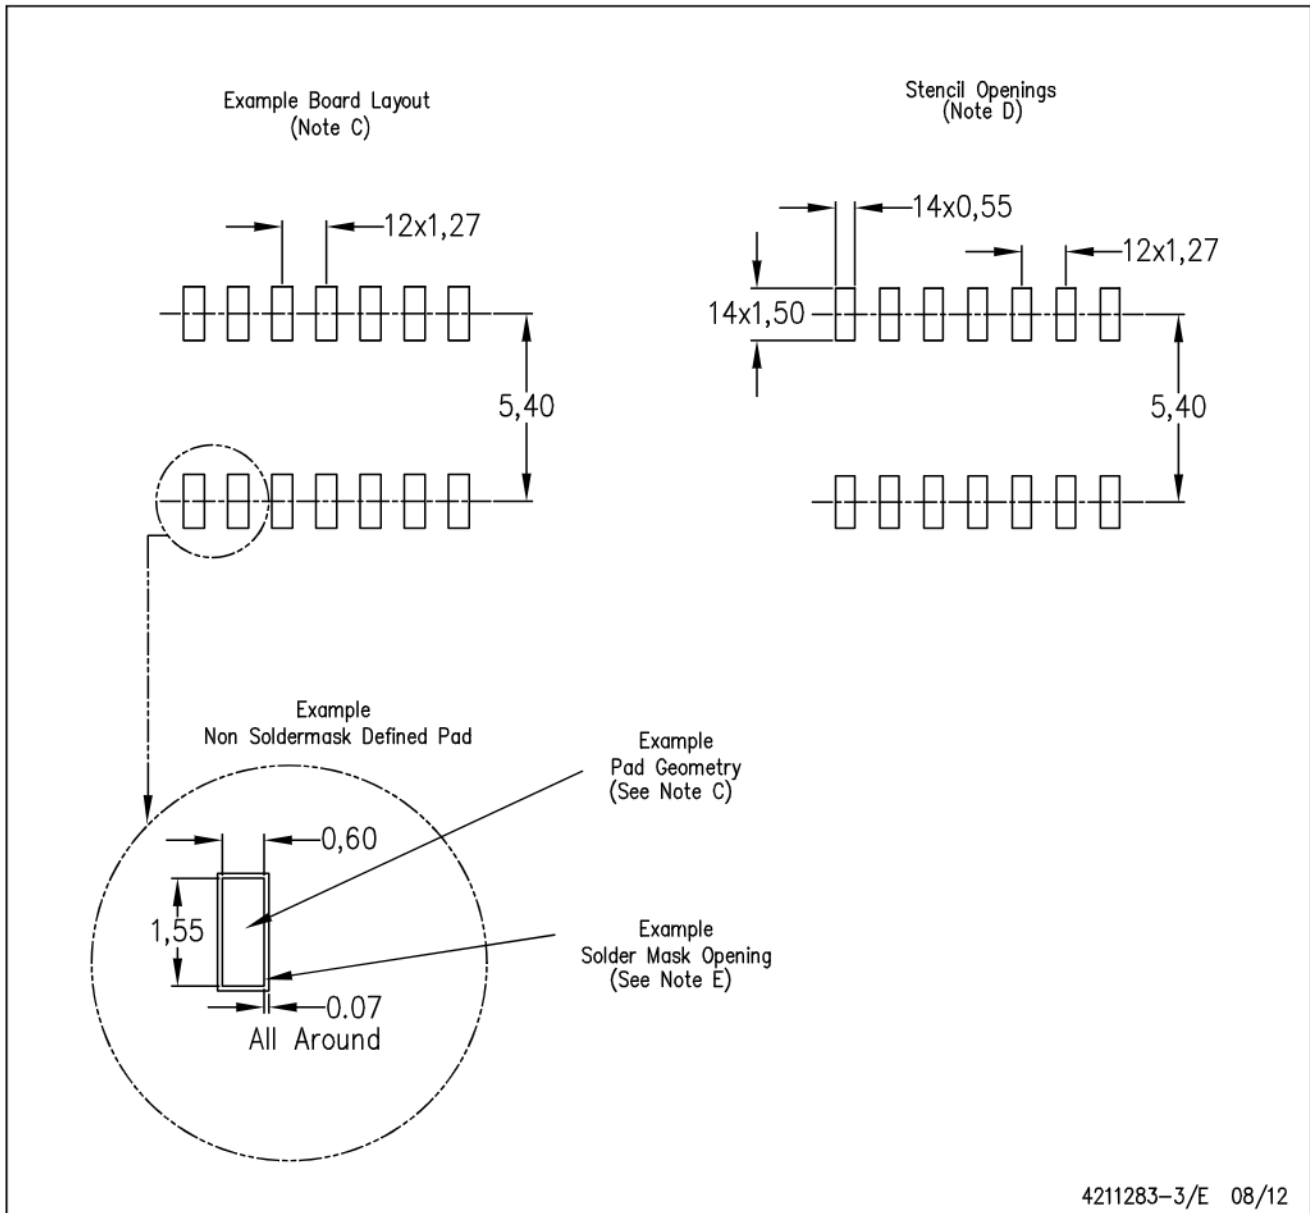 Example Board Layout
(Note C)
12x1,27
5,40
Stencil Openings
(Note D)
14x0,55
12x1,27
14x1,50
5,40
Example
Non Soldermask Defined Pad
0,60
1,55
0.07
All Around
Example
Pad Geometry
(See Note C)
Example
Solder Mask Opening
(See Note E)
4211283-3/E 08/12